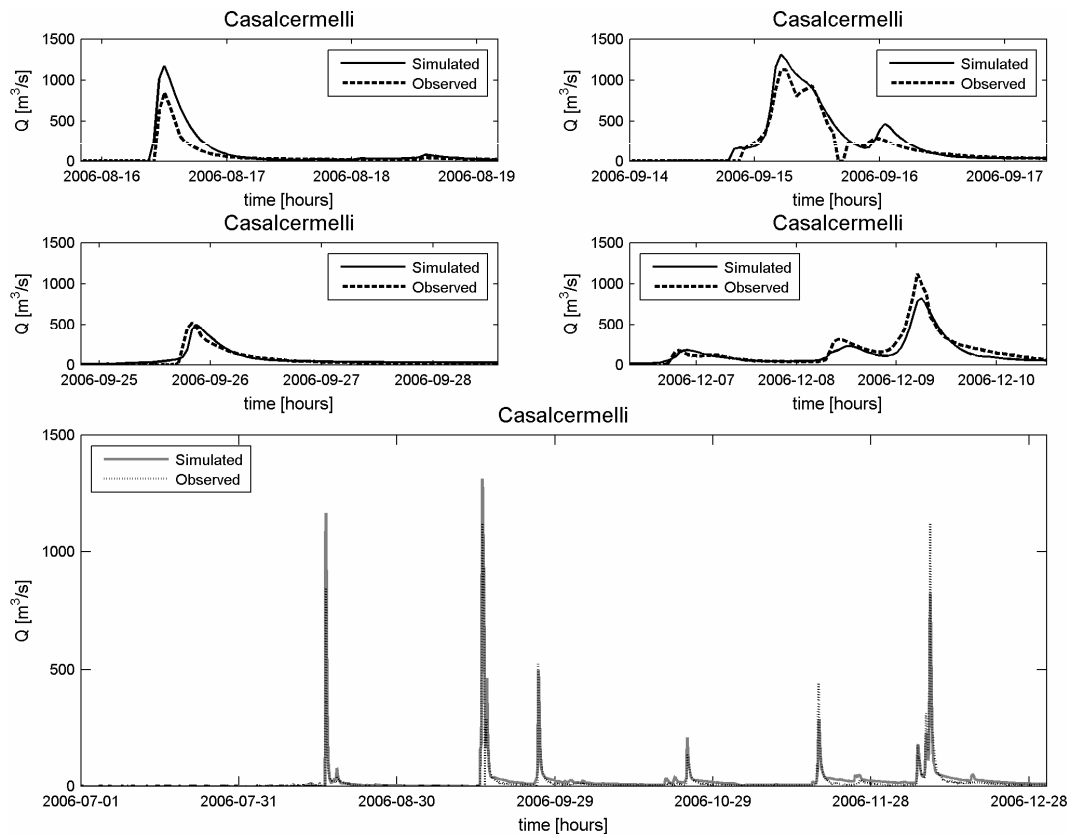 Casalcermelli
1500
1000
500
0
Q [m³/s]
Simulated
Observed
2006-08-16 2006-08-17 2006-08-18 2006-08-19
time [hours]
Casalcermelli
1500
1000
500
0
Q [m³/s]
Simulated
Observed
2006-09-14 2006-09-15 2006-09-16 2006-09-17
time [hours]
Casalcermelli
1500
1000
500
0
Q [m³/s]
Simulated
Observed
2006-09-25 2006-09-26 2006-09-27 2006-09-28
time [hours]
Casalcermelli
1500
1000
500
0
Q [m³/s]
Simulated
Observed
2006-12-07 2006-12-08 2006-12-09 2006-12-10
time [hours]
Casalcermelli
1500
1000
500
0
Q [m³/s]
Simulated
Observed
2006-07-01 2006-07-31 2006-08-30 2006-09-29 2006-10-29 2006-11-28 2006-12-28
time [hours]